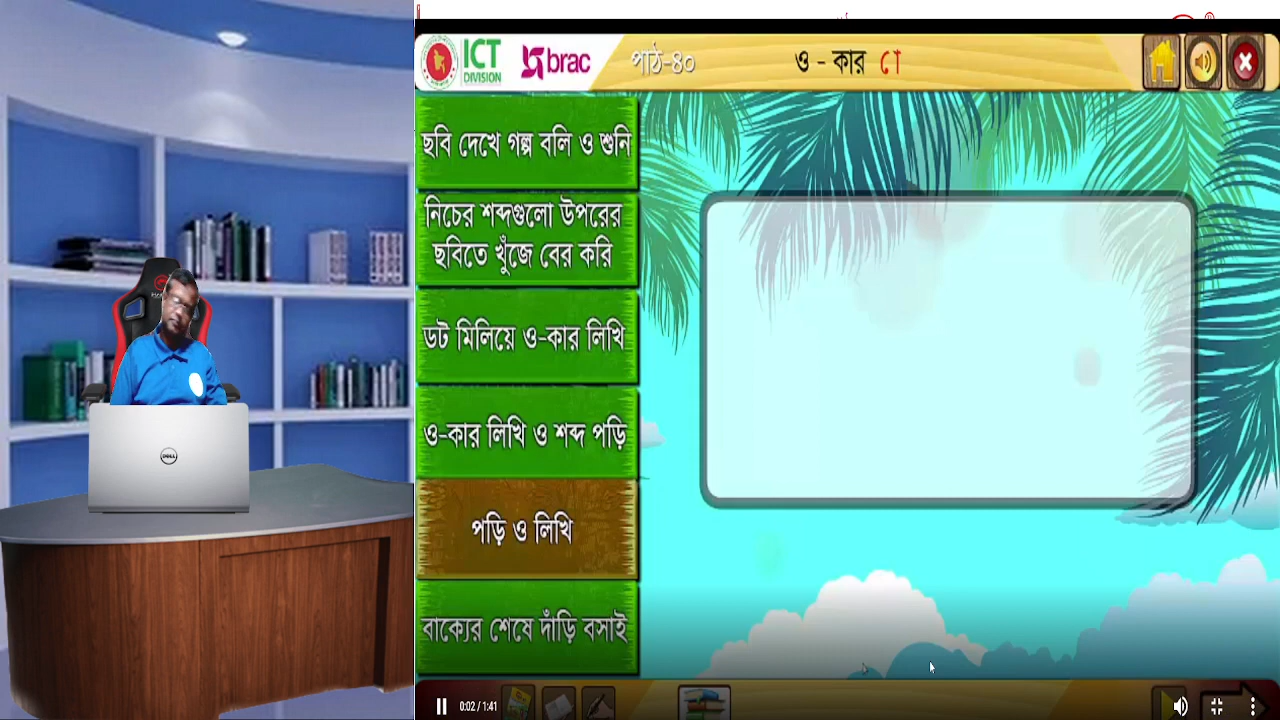 ICT
DIVISION
brac
পাঠ-৪০
ও - কার ো
ছবি দেখে গল্প বলি ও শুনি
নিচের শব্দগুলো উপরের
ছবিতে খুঁজে বের করি
ডট মিলিয়ে ও-কার লিখি
ও-কার লিখি ও শব্দ পড়ি
পড়ি ও লিখি
বাক্যের শেষে দাঁড়ি বসাই
DELL
0:02 / 1:41